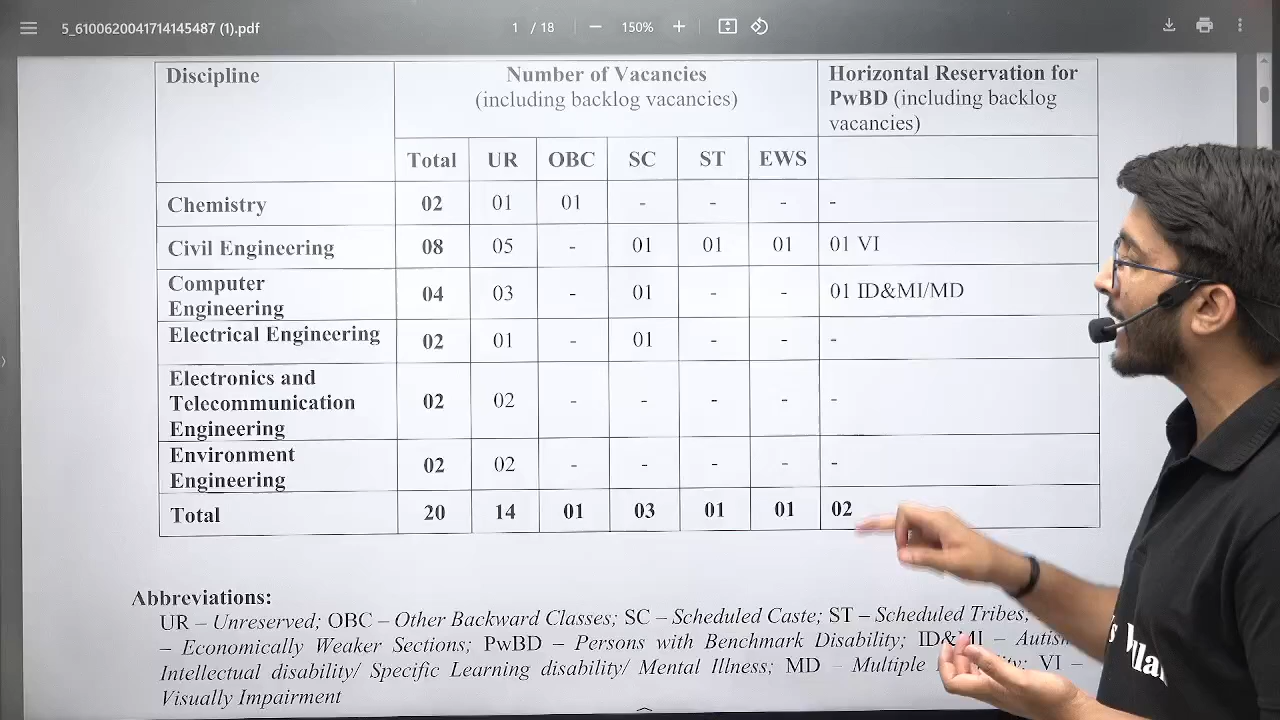 5_6100620041714145487 (1).pdf 1 / 18 150%
Discipline Number of Vacancies (including backlog vacancies) Horizontal Reservation for PwBD (including backlog vacancies)
Total UR OBC SC ST EWS
Chemistry 02 01 01 - - - -
Civil Engineering 08 05 - 01 01 01 01 VI
Computer Engineering 04 03 - 01 - - 01 ID&MI/MD
Electrical Engineering 02 01 - 01 - - -
Electronics and Telecommunication Engineering 02 02 - - - - -
Environment Engineering 02 02 - - - - -
Total 20 14 01 03 01 01 02
Abbreviations:
UR – Unreserved; OBC – Other Backward Classes; SC – Scheduled Caste; ST – Scheduled Tribes;
– Economically Weaker Sections; PwBD – Persons with Benchmark Disability; ID&MI –
Intellectual disability/ Specific Learning disability/ Mental Illness; MD – Multiple VI –
Visually Impairment